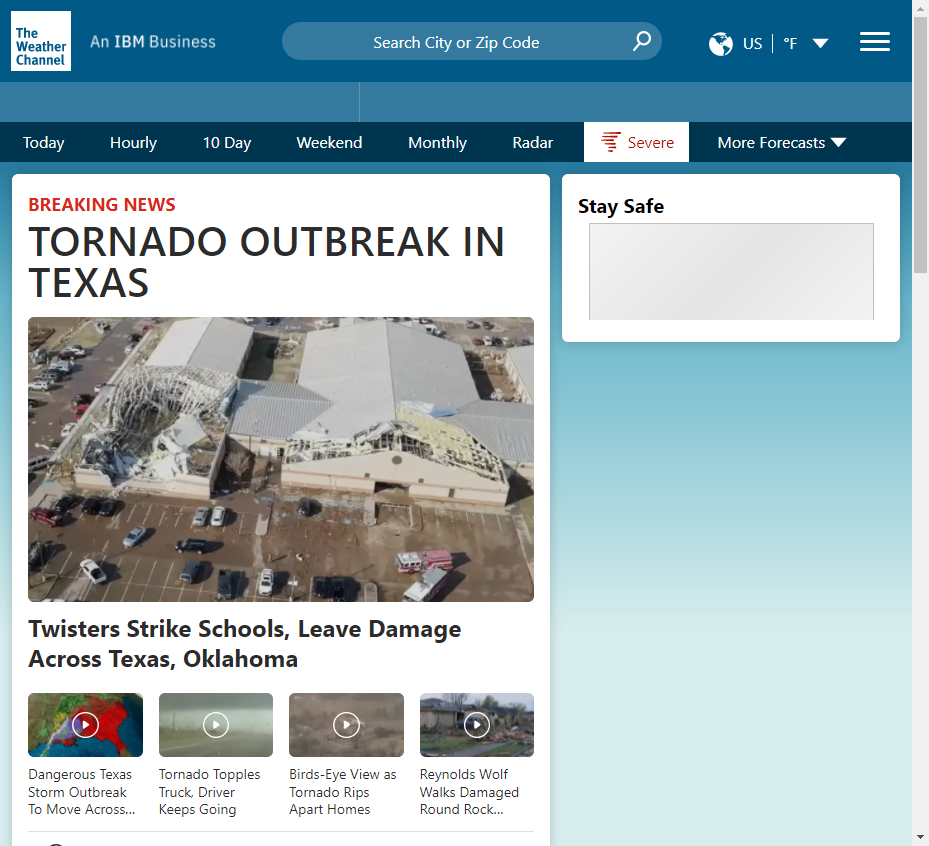 The
Weather
Channel
An IBM Business
Search City or Zip Code
US
°F
Today
Hourly
10 Day
Weekend
Monthly
Radar
Severe
More Forecasts
BREAKING NEWS
TORNADO OUTBREAK IN
TEXAS
Stay Safe
Twisters Strike Schools, Leave Damage
Across Texas, Oklahoma
Dangerous Texas
Storm Outbreak
To Move Across...
Tornado Topples
Truck, Driver
Keeps Going
Birds-Eye View as
Tornado Rips
Apart Homes
Reynolds Wolf
Walks Damaged
Round Rock...